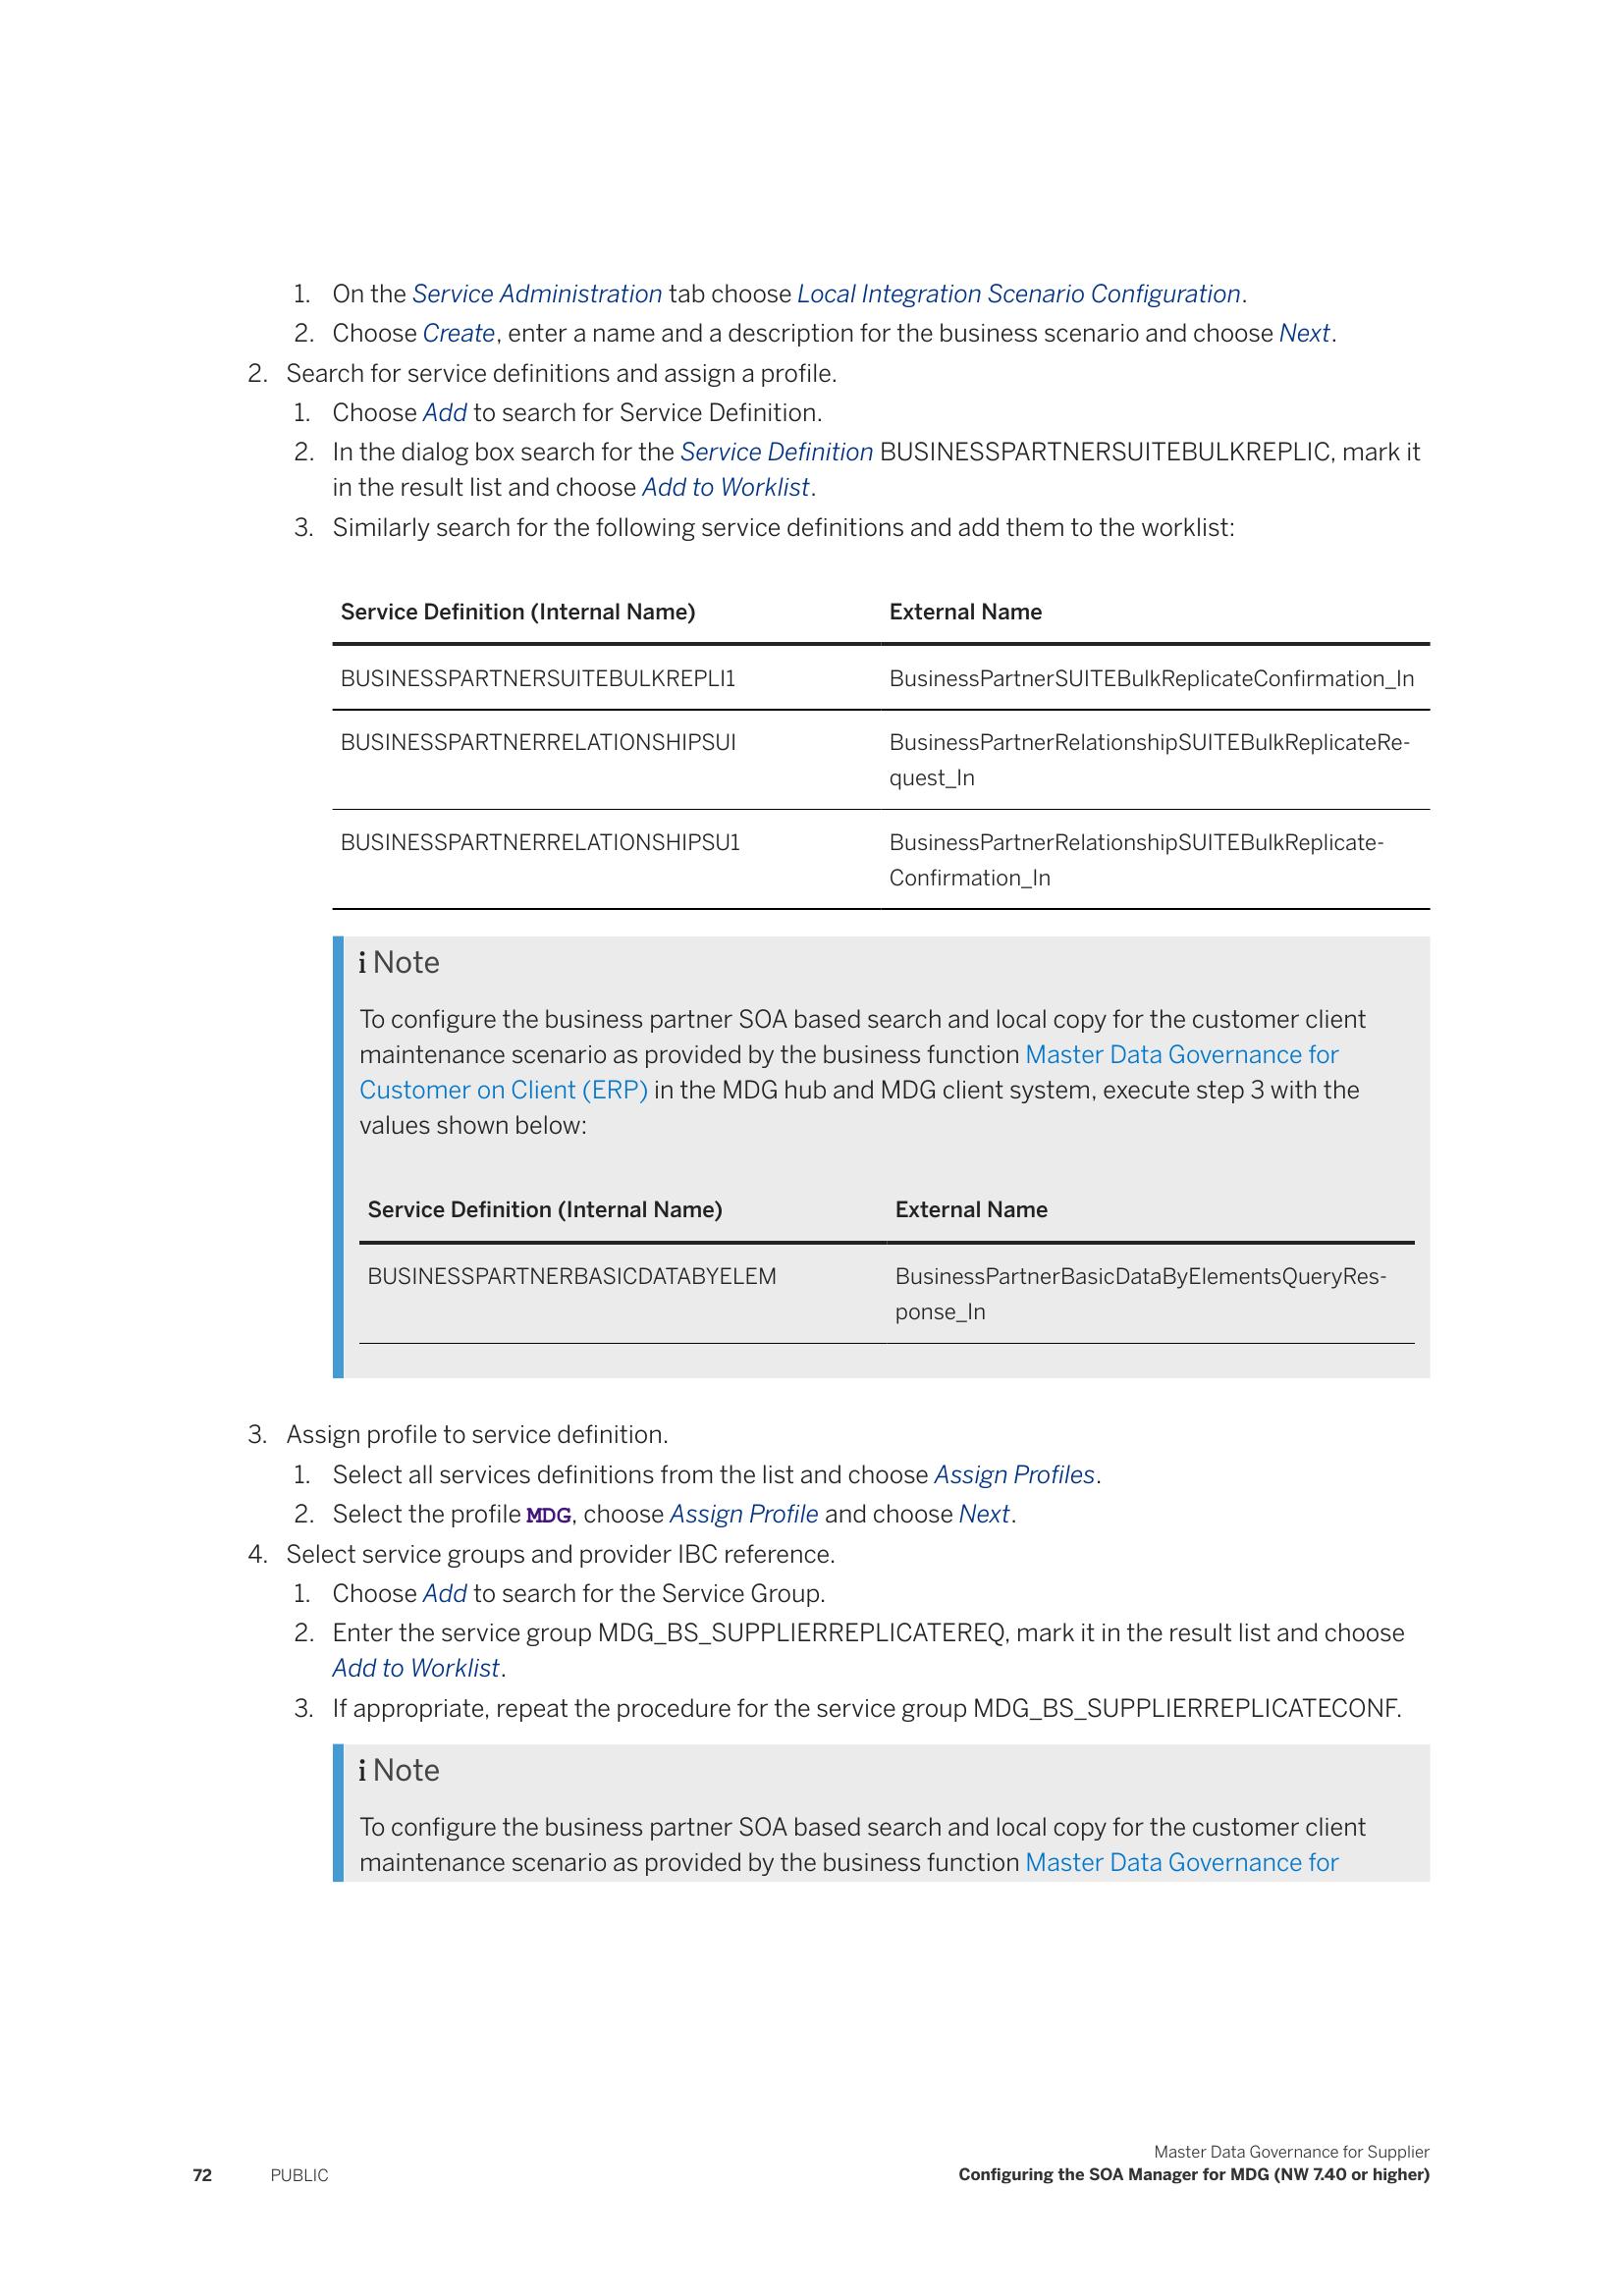 1. On the Service Administration tab choose Local Integration Scenario Configuration.
2. Choose Create, enter a name and a description for the business scenario and choose Next.
2. Search for service definitions and assign a profile.
1. Choose Add to search for Service Definition.
2. In the dialog box search for the Service Definition BUSINESSPARTNERSUITEBULKREPLIC, mark it
in the result list and choose Add to Worklist.
3. Similarly search for the following service definitions and add them to the worklist:
Service Definition (Internal Name) External Name
BUSINESSPARTNERSUITEBULKREPLI1 BusinessPartnerSUITEBulkReplicateConfirmation_In
BUSINESSPARTNERRELATIONSHIPSUI BusinessPartnerRelationshipSUITEBulkReplicateRe-
quest_In
BUSINESSPARTNERRELATIONSHIPSU1 BusinessPartnerRelationshipSUITEBulkReplicate-
Confirmation_In
i Note
To configure the business partner SOA based search and local copy for the customer client
maintenance scenario as provided by the business function Master Data Governance for
Customer on Client (ERP) in the MDG hub and MDG client system, execute step 3 with the
values shown below:
Service Definition (Internal Name) External Name
BUSINESSPARTNERBASICDATABYELEM BusinessPartnerBasicDataByElementsQueryRes-
ponse_In
3. Assign profile to service definition.
1. Select all services definitions from the list and choose Assign Profiles.
2. Select the profile MDG, choose Assign Profile and choose Next.
4. Select service groups and provider IBC reference.
1. Choose Add to search for the Service Group.
2. Enter the service group MDG_BS_SUPPLIERREPLICATEREQ, mark it in the result list and choose
Add to Worklist.
3. If appropriate, repeat the procedure for the service group MDG_BS_SUPPLIERREPLICATECONF.
i Note
To configure the business partner SOA based search and local copy for the customer client
maintenance scenario as provided by the business function Master Data Governance for
Master Data Governance for Supplier
72 PUBLIC Configuring the SOA Manager for MDG (NW 7.40 or higher)